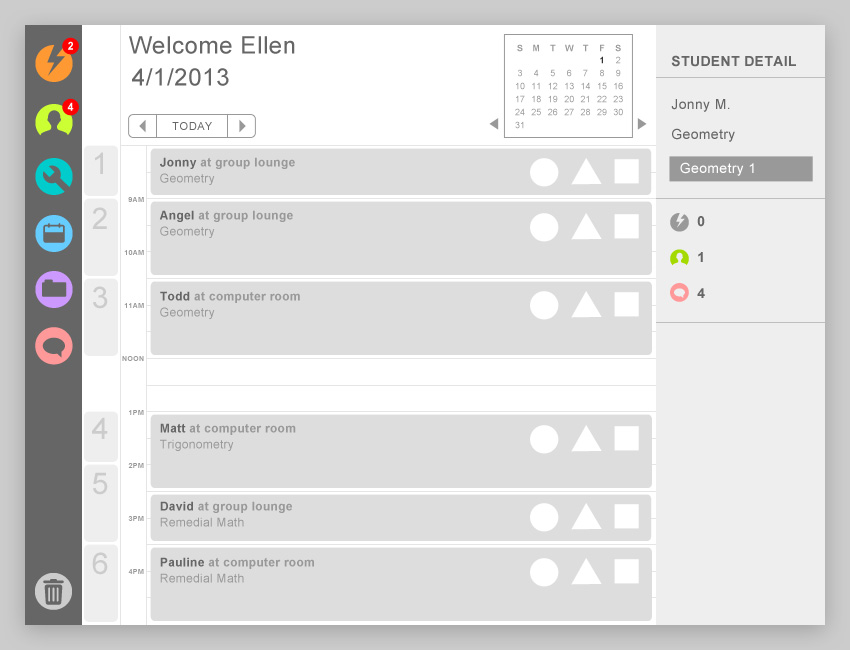 2
4
Welcome Ellen
4/1/2013
TODAY
S M T W T F S
1 2
3 4 5 6 7 8 9
10 11 12 13 14 15 16
17 18 19 20 21 22 23
24 25 26 27 28 29 30
31
1
Jonny at group lounge
Geometry
9AM
2
Angel at group lounge
Geometry
10AM
3
Todd at computer room
Geometry
11AM
NOON
1PM
4
Matt at computer room
Trigonometry
2PM
5
David at group lounge
Remedial Math
3PM
6
Pauline at computer room
Remedial Math
4PM
STUDENT DETAIL
Jonny M.
Geometry
Geometry 1
0
1
4